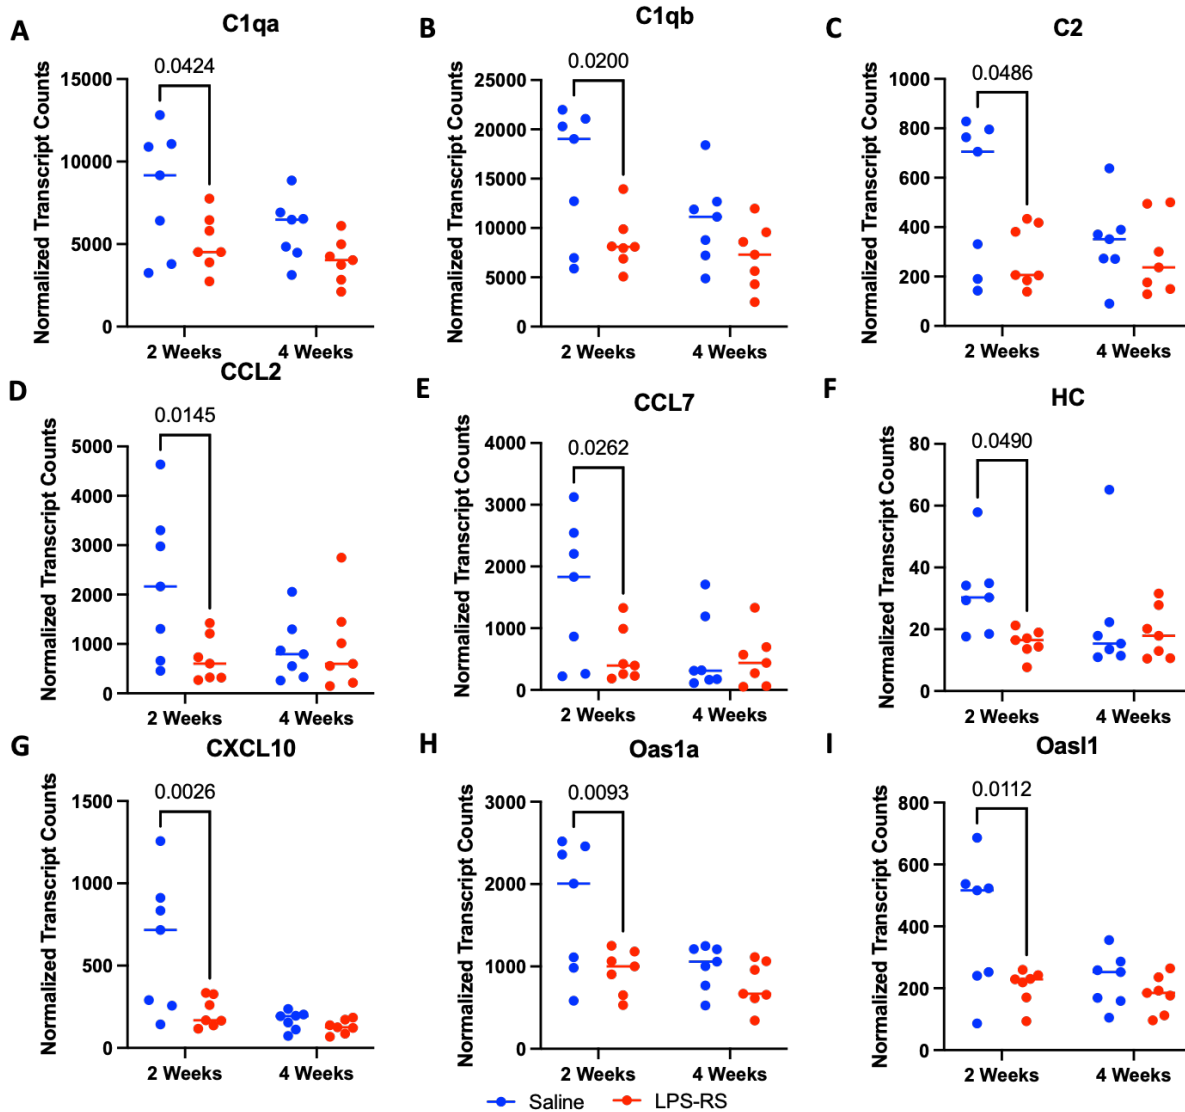 A
C1qa
Normalized Transcript Counts
15000
10000
5000
0
0.0424
2 Weeks
4 Weeks
B
C1qb
Normalized Transcript Counts
25000
20000
15000
10000
5000
0
0.0200
2 Weeks
4 Weeks
C
C2
Normalized Transcript Counts
1000
800
600
400
200
0
0.0486
2 Weeks
4 Weeks
D
CCL2
Normalized Transcript Counts
5000
4000
3000
2000
1000
0
0.0145
2 Weeks
4 Weeks
E
CCL7
Normalized Transcript Counts
4000
3000
2000
1000
0
0.0262
2 Weeks
4 Weeks
F
HC
Normalized Transcript Counts
80
60
40
20
0
0.0490
2 Weeks
4 Weeks
G
CXCL10
Normalized Transcript Counts
1500
1000
500
0
0.0026
2 Weeks
4 Weeks
H
Oas1a
Normalized Transcript Counts
3000
2000
1000
0
0.0093
2 Weeks
4 Weeks
I
Oasl1
Normalized Transcript Counts
800
600
400
200
0
0.0112
2 Weeks
4 Weeks
Saline
LPS-RS